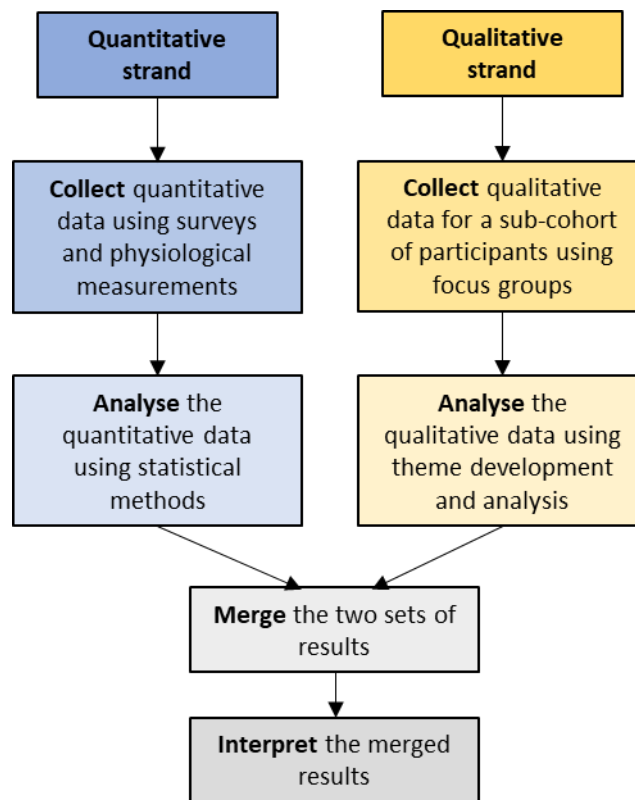 Quantitative
strand
Qualitative
strand
Collect quantitative
data using surveys
and physiological
measurements
Collect qualitative
data for a sub-cohort
of participants using
focus groups
Analyse the
quantitative data
using statistical
methods
Analyse the
qualitative data using
theme development
and analysis
Merge the two sets of
results
Interpret the merged
results